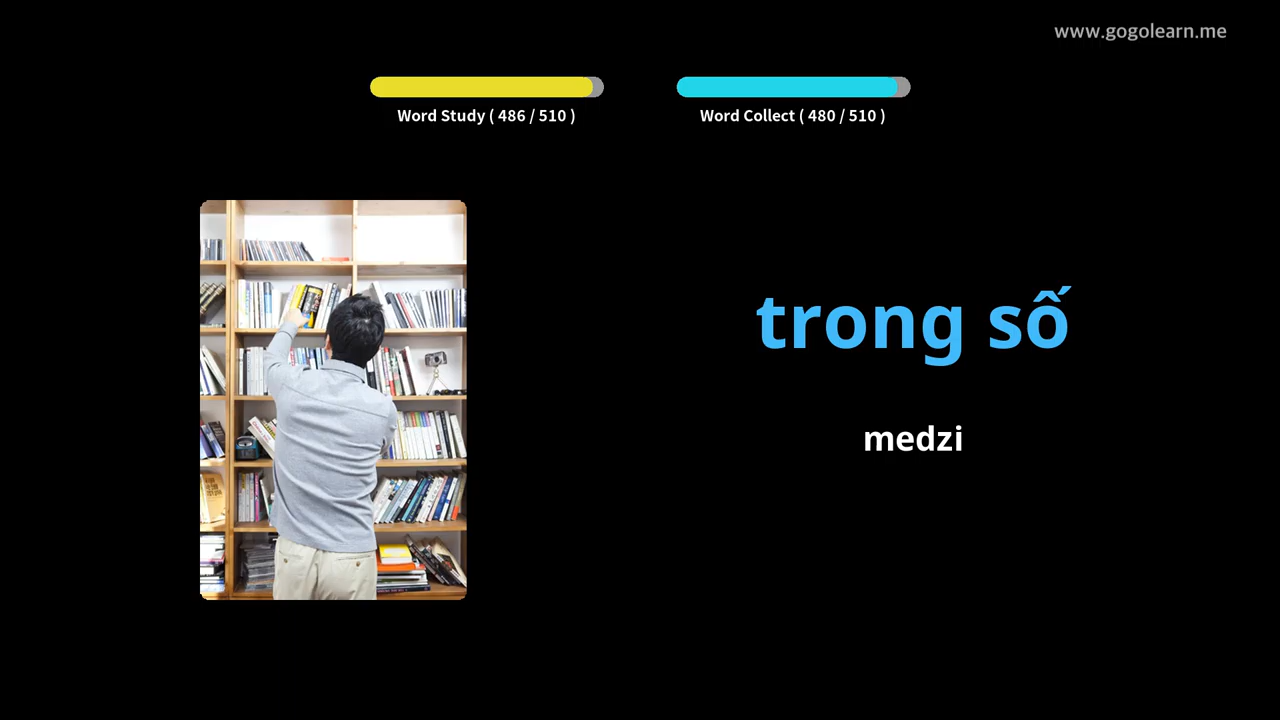 www.gogolearn.me
Word Study ( 486 / 510 )
Word Collect ( 480 / 510 )
trong số
medzi